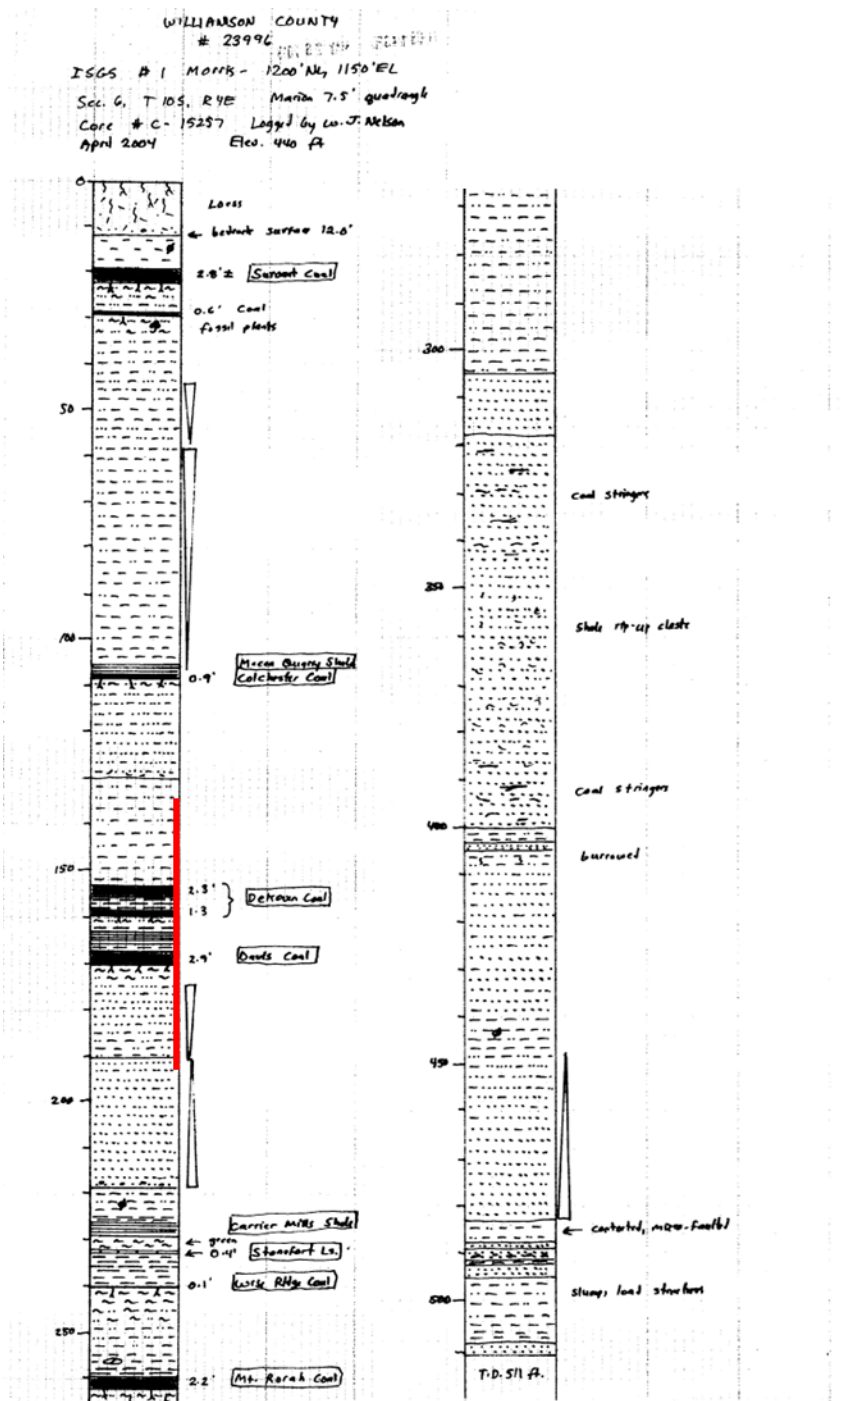 WILLIAMSON COUNTY
# 23996
ISGS # 1 Morris - 1200' NL, 1150' EL
Sec. 6, T 10S, R 4E Marion 7.5' quadrangle
Core # C-15257 Logged by W.J. Nelson
April 2004 Elev. 440 ft
0
Loess
← bedrock surface 12.0'
2.8'± Survant Coal
0.6' Coal
fossil plants
50
100
Mecca Quarry Shale
0.9' Colchester Coal
150
2.3'
Dekoven Coal
1.3
2.9' Davis Coal
200
Carrier Mills Shale
← green
← 0.4' Stonefort Ls.
0.1' Wise Ridge Coal
250
2.2' Mt. Rorah Coal
300
Coal stringers
350
Shale rip-up clasts
Coal stringers
400
burrowed
450
← contorted, micro-faulted
Slump, load structures
500
T.D. 511 ft.